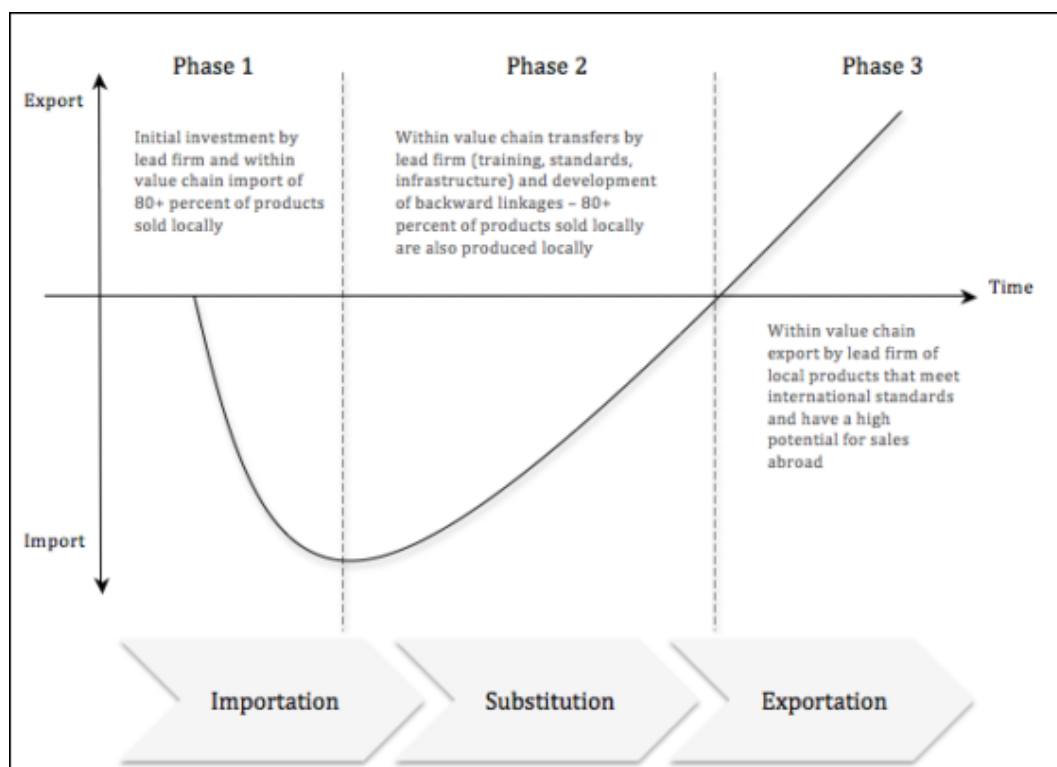 Phase 1
Phase 2
Phase 3
Export
Initial investment by
lead firm and within
value chain import of
80+ percent of products
sold locally
Within value chain transfers by
lead firm (training, standards,
infrastructure) and development
of backward linkages – 80+
percent of products sold locally
are also produced locally
Time
Within value chain
export by lead firm of
local products that meet
international standards
and have a high
potential for sales
abroad
Import
Importation
Substitution
Exportation